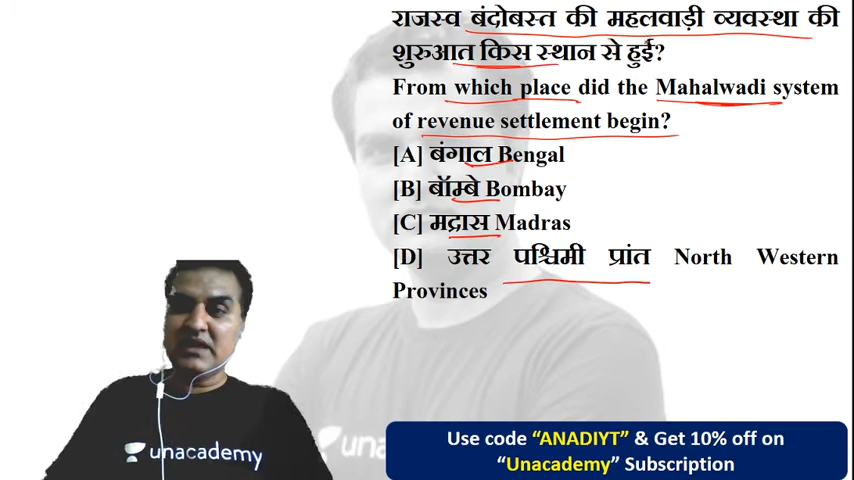 राजस्व बंदोबस्त की महलवाड़ी व्यवस्था की
शुरुआत किस स्थान से हुई?
From which place did the Mahalwadi system
of revenue settlement begin?
[A] बंगाल Bengal
[B] बॉम्बे Bombay
[C] मद्रास Madras
[D] उत्तर पश्चिमी प्रांत North Western
Provinces
unacademy
una
Use code “ANADIYT” & Get 10% off on
“Unacademy” Subscription